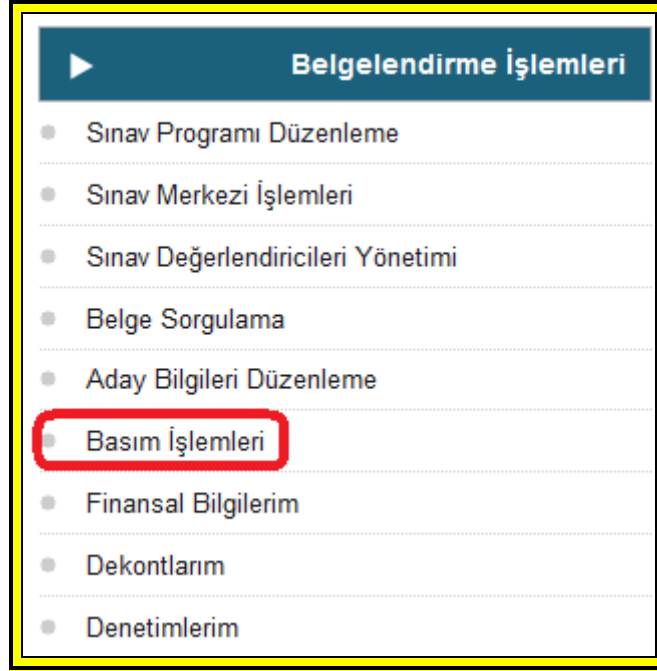 Belgelendirme İşlemleri
Sınav Programı Düzenleme
Sınav Merkezi İşlemleri
Sınav Değerlendiricileri Yönetimi
Belge Sorgulama
Aday Bilgileri Düzenleme
Basım İşlemleri
Finansal Bilgilerim
Dekontlarım
Denetimlerim